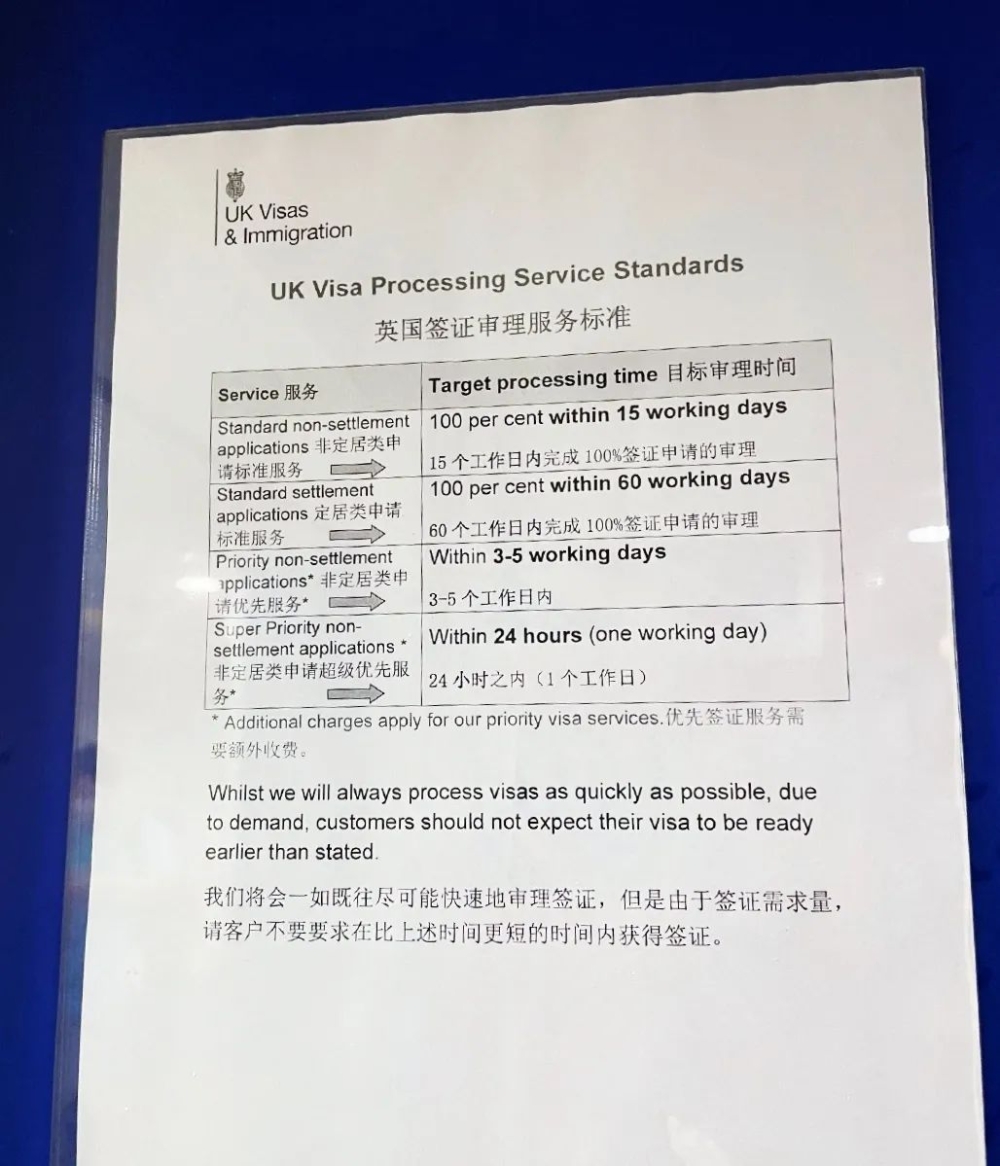 UK Visas
& Immigration
UK Visa Processing Service Standards
英国签证审理服务标准
Service 服务
Target processing time 目标审理时间
Standard non-settlement
applications 非定居类申
请标准服务
100 per cent within 15 working days
15 个工作日内完成 100%签证申请的审理
Standard settlement
applications 定居类申请
标准服务
100 per cent within 60 working days
60 个工作日内完成 100%签证申请的审理
Priority non-settlement
applications* 非定居类申
请优先服务*
Within 3-5 working days
3-5 个工作日内
Super Priority non-
settlement applications *
非定居类申请超级优先服
务*
Within 24 hours (one working day)
24 小时之内（1 个工作日）
* Additional charges apply for our priority visa services.优先签证服务需
要额外收费。
Whilst we will always process visas as quickly as possible, due
to demand, customers should not expect their visa to be ready
earlier than stated.
我们将会一如既往尽可能快速地审理签证，但是由于签证需求量，
请客户不要要求在比上述时间更短的时间内获得签证。